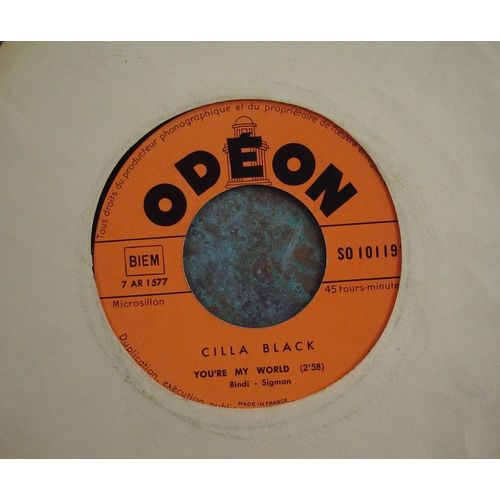 Tous droits du producteur phonographique et du propriétaire de l'œuvre
ODEON
BIEM
SO 10119
7 AR 1577
Microsillon
45 tours-minute
CILLA BLACK
YOU'RE MY WORLD (2'58)
Bindi - Sigman
Duplication, exécution
MADE IN FRANCE